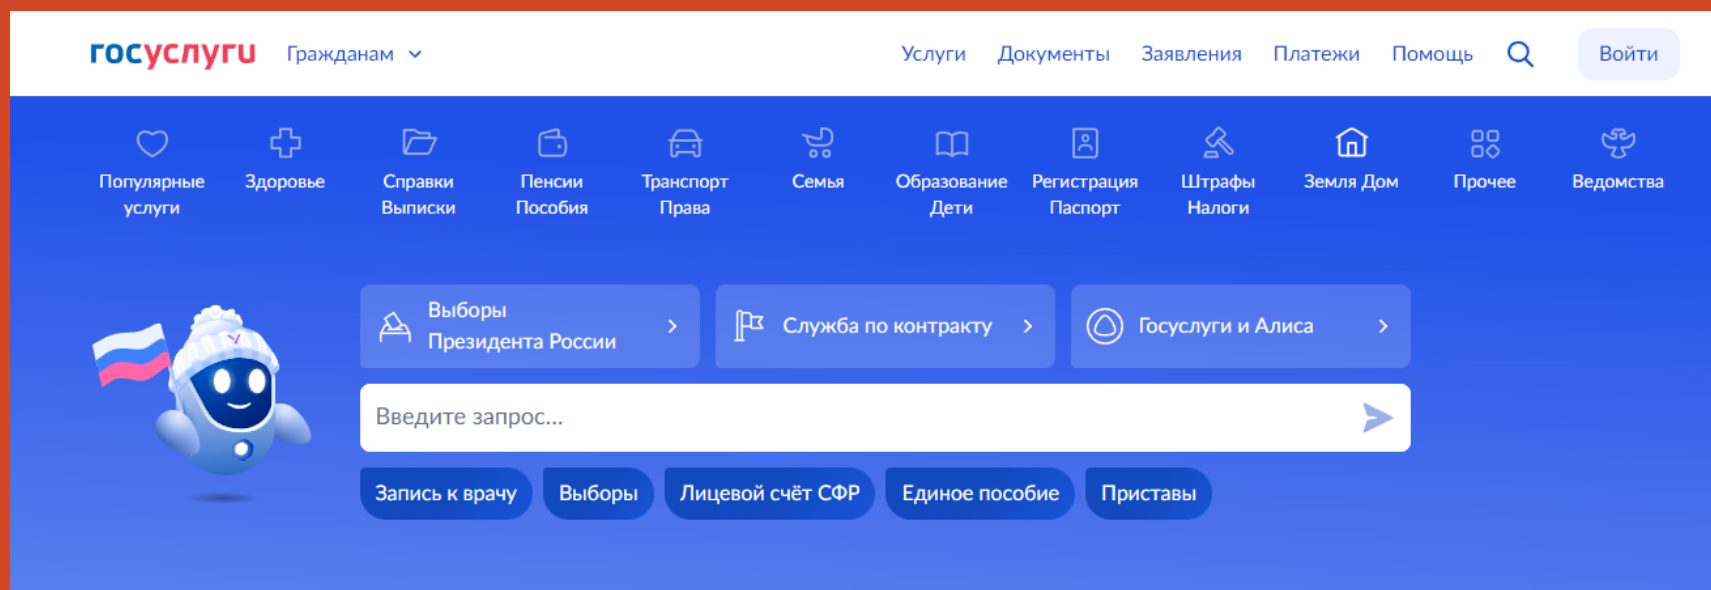 госуслуги Гражданам Услуги Документы Заявления Платежи Помощь Войти
Популярные услуги
Здоровье
Справки Выписки
Пенсии Пособия
Транспорт Права
Семья
Образование Дети
Регистрация Паспорт
Штрафы Налоги
Земля Дом
Прочее
Ведомства
Выборы
Президента России
Служба по контракту
Госуслуги и Алиса
Введите запрос...
Запись к врачу Выборы Лицевой счёт СФР Единое пособие Приставы